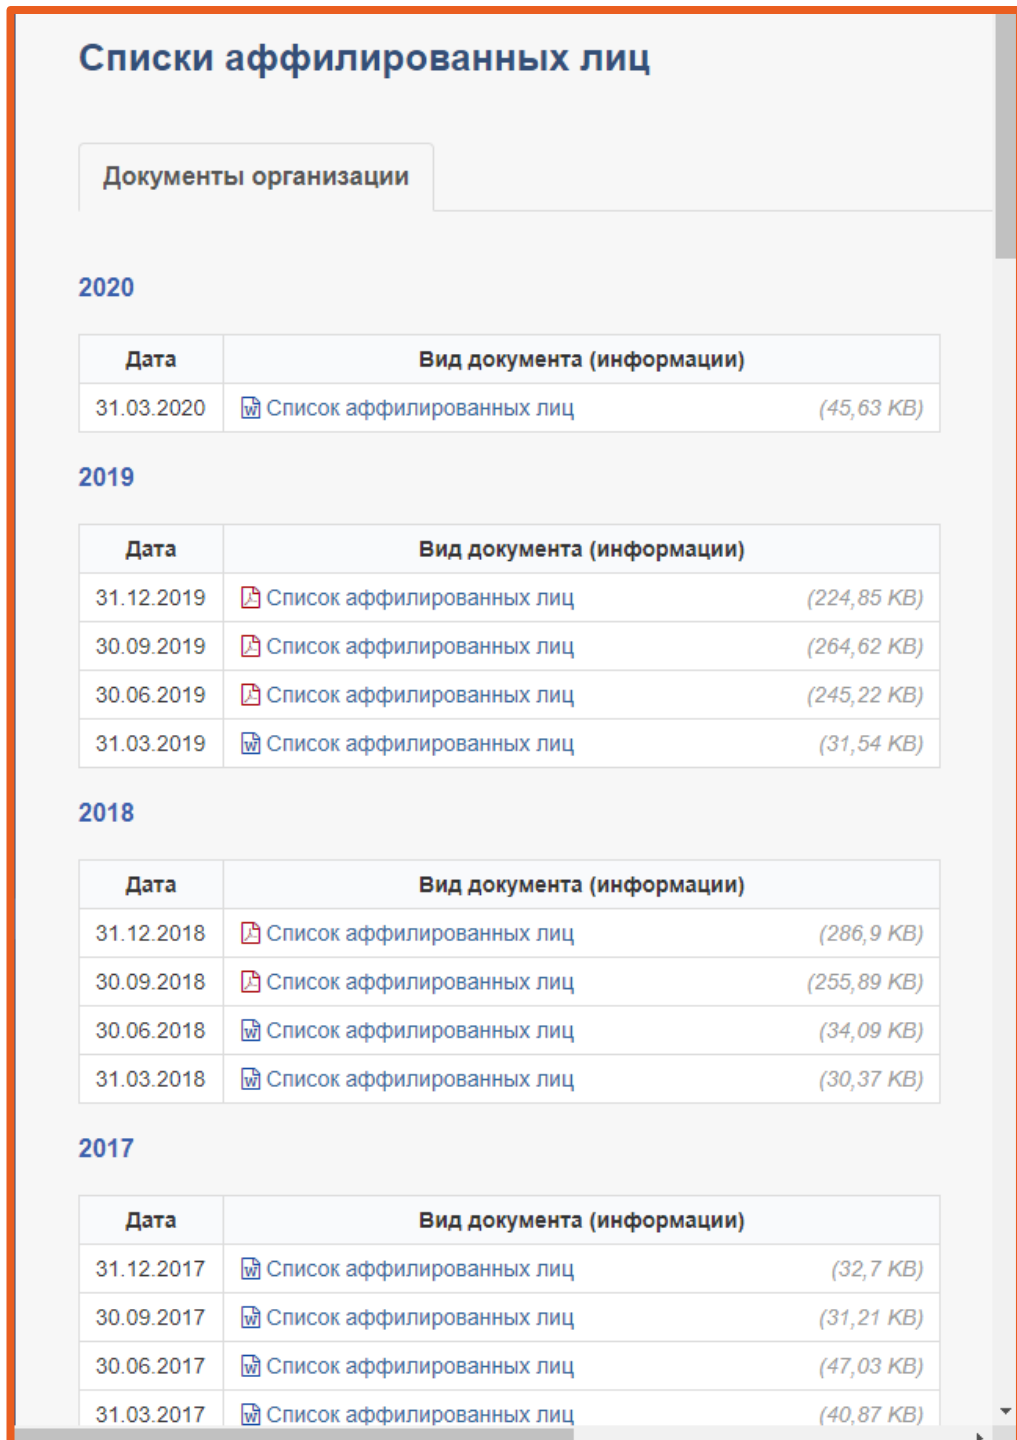 Списки аффилированных лиц
Документы организации
2020
Дата Вид документа (информации)
31.03.2020 Список аффилированных лиц (45,63 KB)
2019
Дата Вид документа (информации)
31.12.2019 Список аффилированных лиц (224,85 KB)
30.09.2019 Список аффилированных лиц (264,62 KB)
30.06.2019 Список аффилированных лиц (245,22 KB)
31.03.2019 Список аффилированных лиц (31,54 KB)
2018
Дата Вид документа (информации)
31.12.2018 Список аффилированных лиц (286,9 KB)
30.09.2018 Список аффилированных лиц (255,89 KB)
30.06.2018 Список аффилированных лиц (34,09 KB)
31.03.2018 Список аффилированных лиц (30,37 KB)
2017
Дата Вид документа (информации)
31.12.2017 Список аффилированных лиц (32,7 KB)
30.09.2017 Список аффилированных лиц (31,21 KB)
30.06.2017 Список аффилированных лиц (47,03 KB)
31.03.2017 Список аффилированных лиц (40,87 KB)